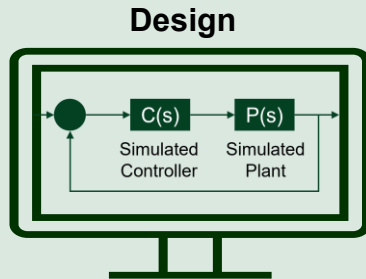 Design
C(s) P(s)
Simulated Simulated
Controller Plant